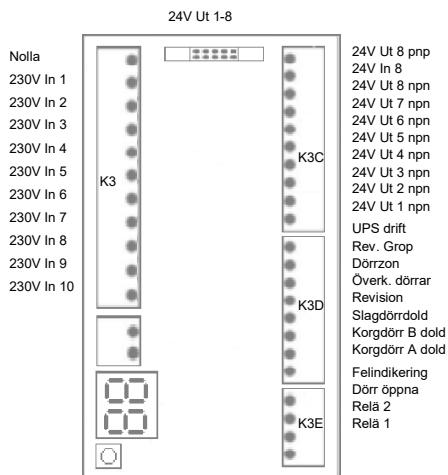 24V Ut 1-8
Nolla
230V In 1
230V In 2
230V In 3
230V In 4
230V In 5
230V In 6
230V In 7
230V In 8
230V In 9
230V In 10
K3
88
K3C
K3D
K3E
24V Ut 8 pnp
24V In 8
24V Ut 8 npn
24V Ut 7 npn
24V Ut 6 npn
24V Ut 5 npn
24V Ut 4 npn
24V Ut 3 npn
24V Ut 2 npn
24V Ut 1 npn
UPS drift
Rev. Grop
Dörrzon
Överk. dörrar
Revision
Slagdörrdold
Korgdörr B dold
Korgdörr A dold
Felindikering
Dörr öppna
Relä 2
Relä 1